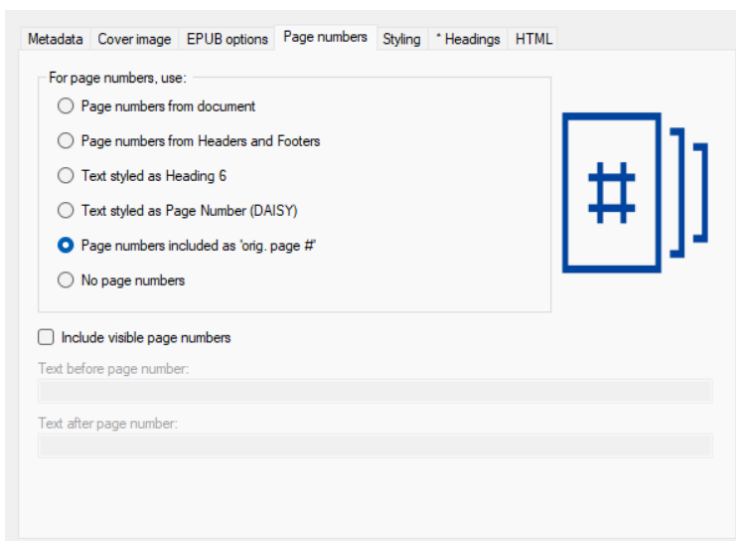 Metadata Cover image EPUB options Page numbers Styling * Headings HTML
For page numbers, use:
Page numbers from document
Page numbers from Headers and Footers
Text styled as Heading 6
Text styled as Page Number (DAISY)
Page numbers included as 'orig. page #'
No page numbers
#
Include visible page numbers
Text before page number:
Text after page number: